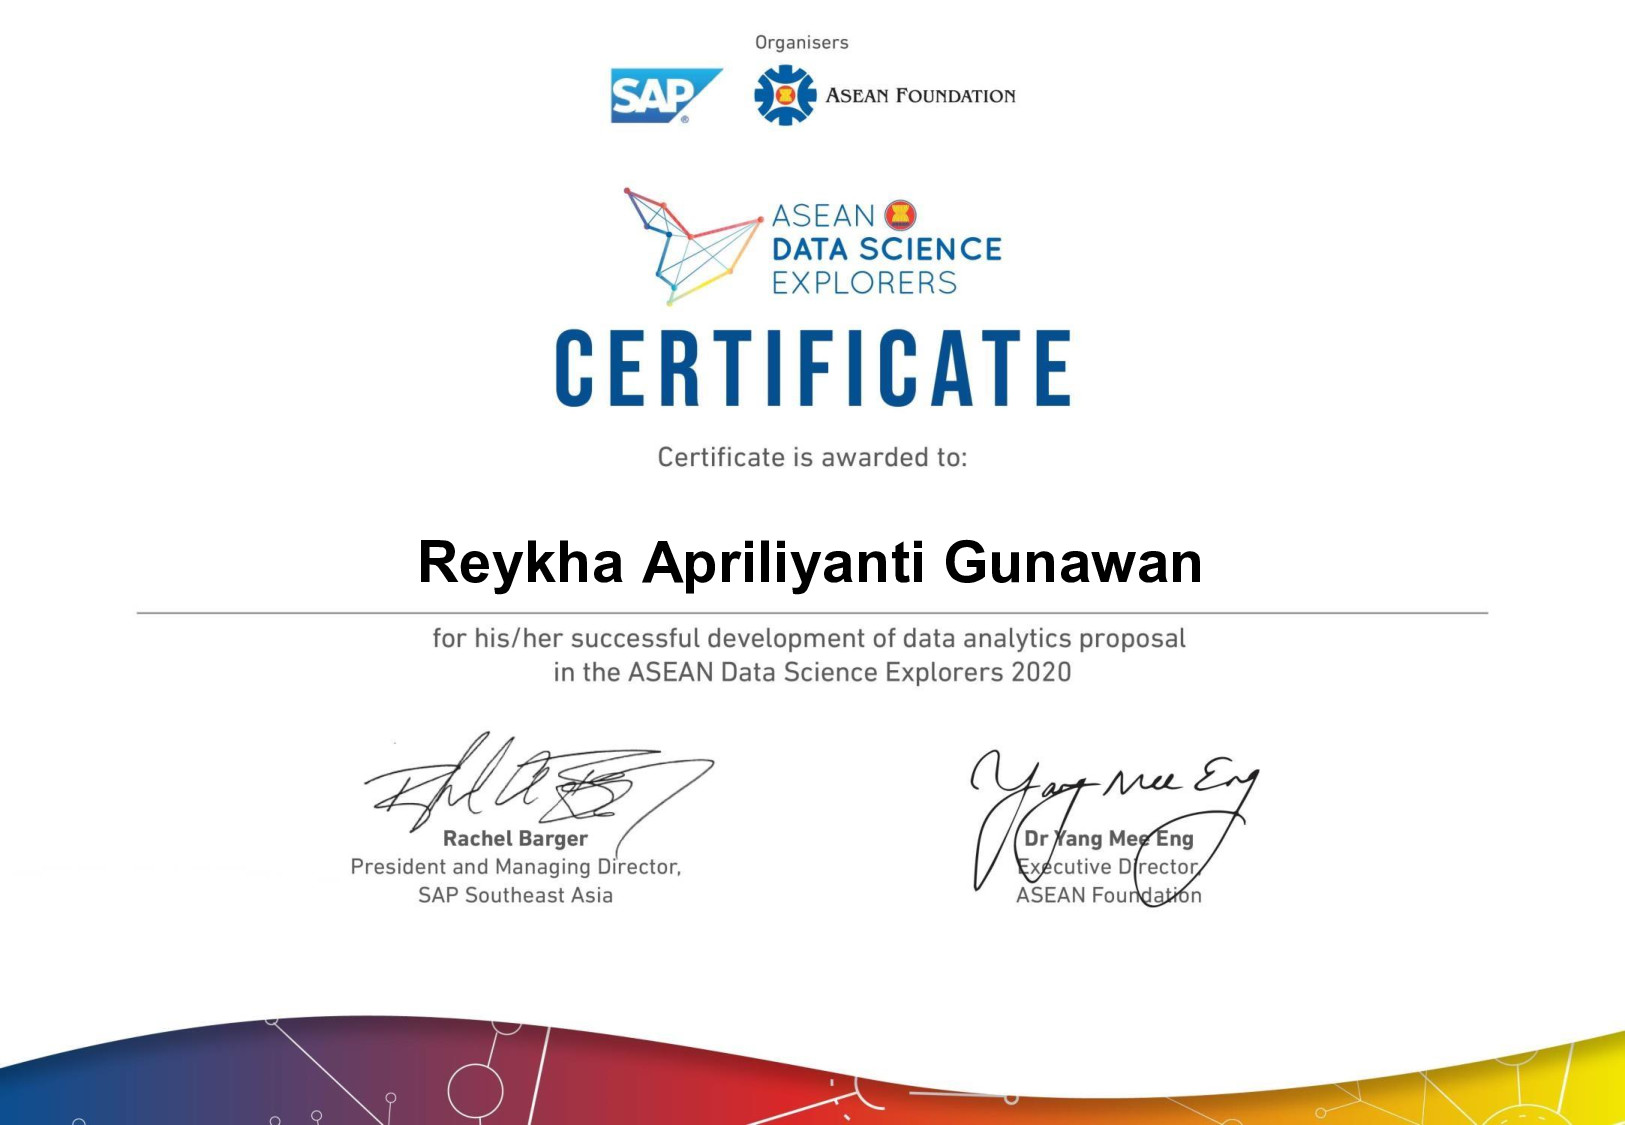 Organisers
SAP®
ASEAN FOUNDATION
ASEAN
DATA SCIENCE
EXPLORERS
CERTIFICATE
Certificate is awarded to:
Reykha Apriliyanti Gunawan
for his/her successful development of data analytics proposal
in the ASEAN Data Science Explorers 2020
Yang Mee Eng
Rachel Barger
President and Managing Director,
SAP Southeast Asia
Dr Yang Mee Eng
Executive Director,
ASEAN Foundation